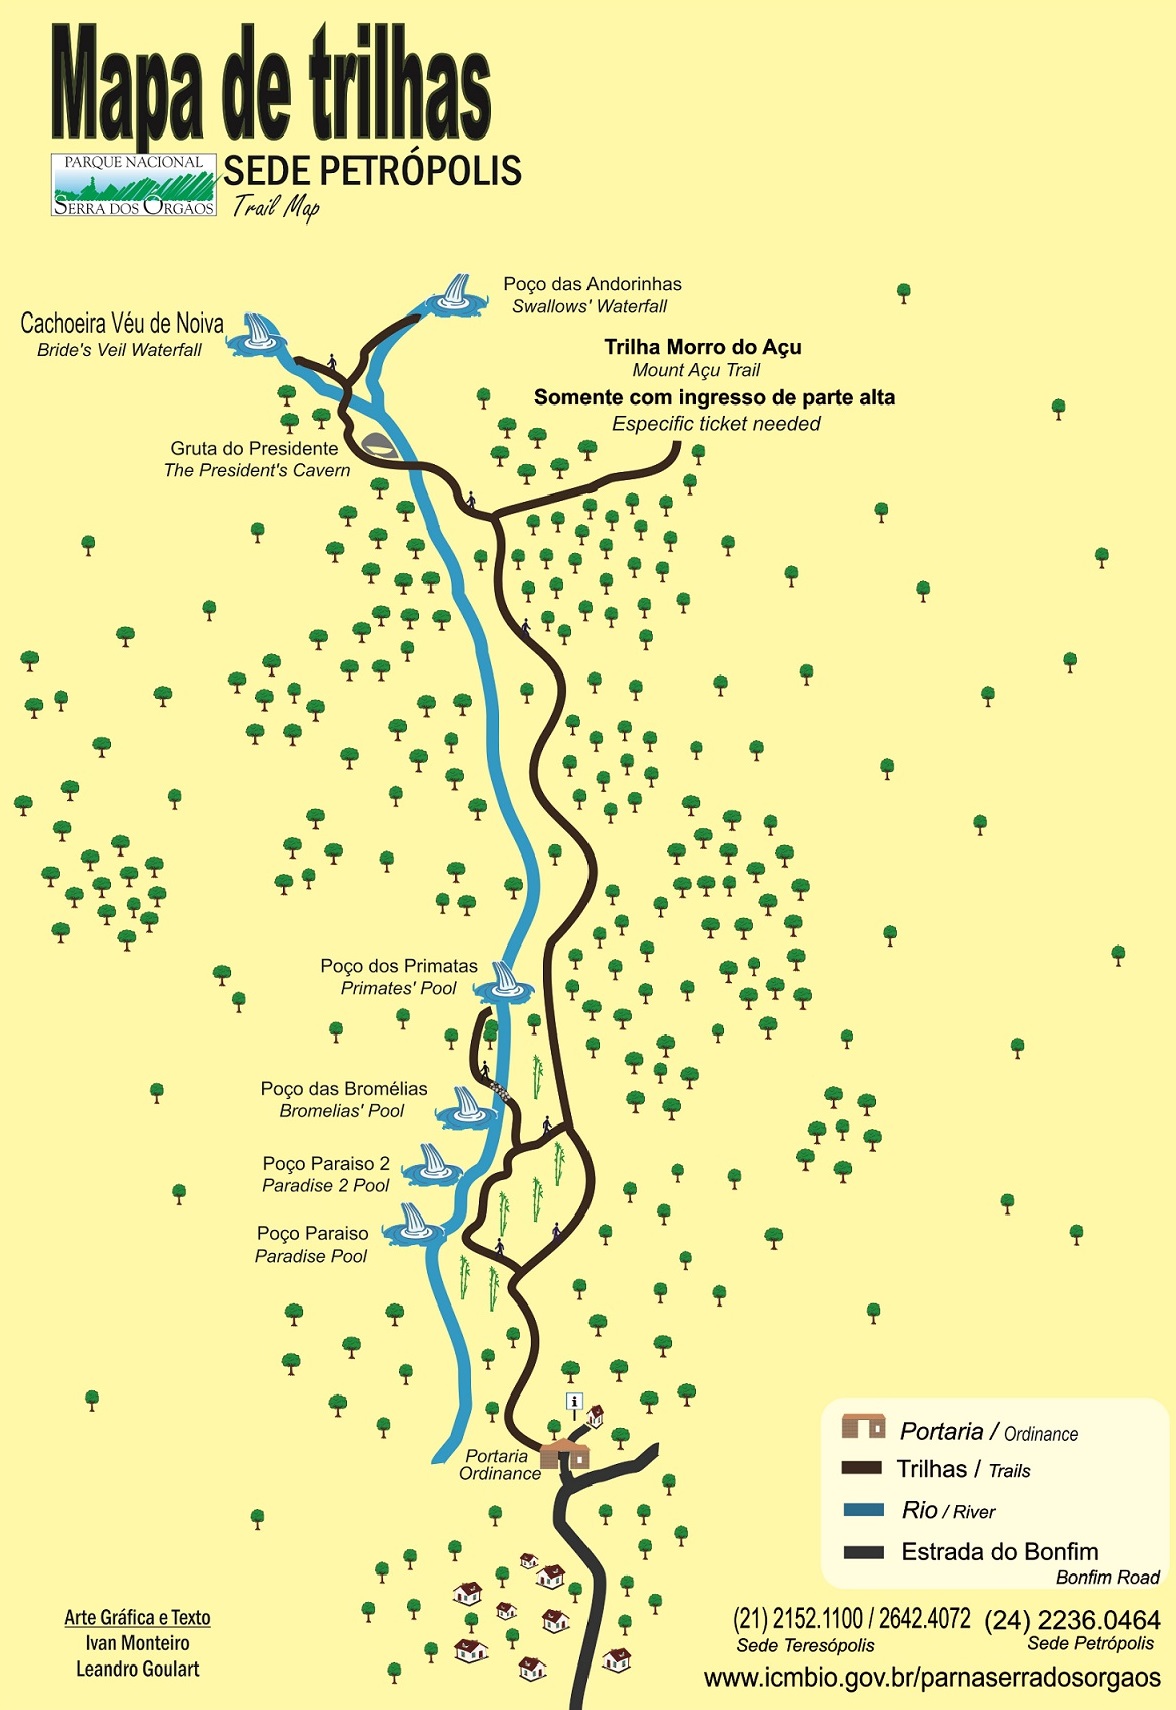 Mapa de trilhas
PARQUE NACIONAL
SERRA DOS ORGÃOS
SEDE PETRÓPOLIS
Trail Map
Poço das Andorinhas
Swallows' Waterfall
Cachoeira Véu de Noiva
Bride's Veil Waterfall
Trilha Morro do Açu
Mount Açu Trail
Somente com ingresso de parte alta
Especific ticket needed
Gruta do Presidente
The President's Cavern
Poço dos Primatas
Primates' Pool
Poço das Bromélias
Bromelias' Pool
Poço Paraiso 2
Paradise 2 Pool
Poço Paraiso
Paradise Pool
i
Portaria
Ordinance
Portaria / Ordinance
Trilhas / Trails
Rio / River
Estrada do Bonfim
Bonfim Road
Arte Gráfica e Texto
Ivan Monteiro
Leandro Goulart
(21) 2152.1100 / 2642.4072 (24) 2236.0464
Sede Teresópolis Sede Petrópolis
www.icmbio.gov.br/parnaserradosorgaos